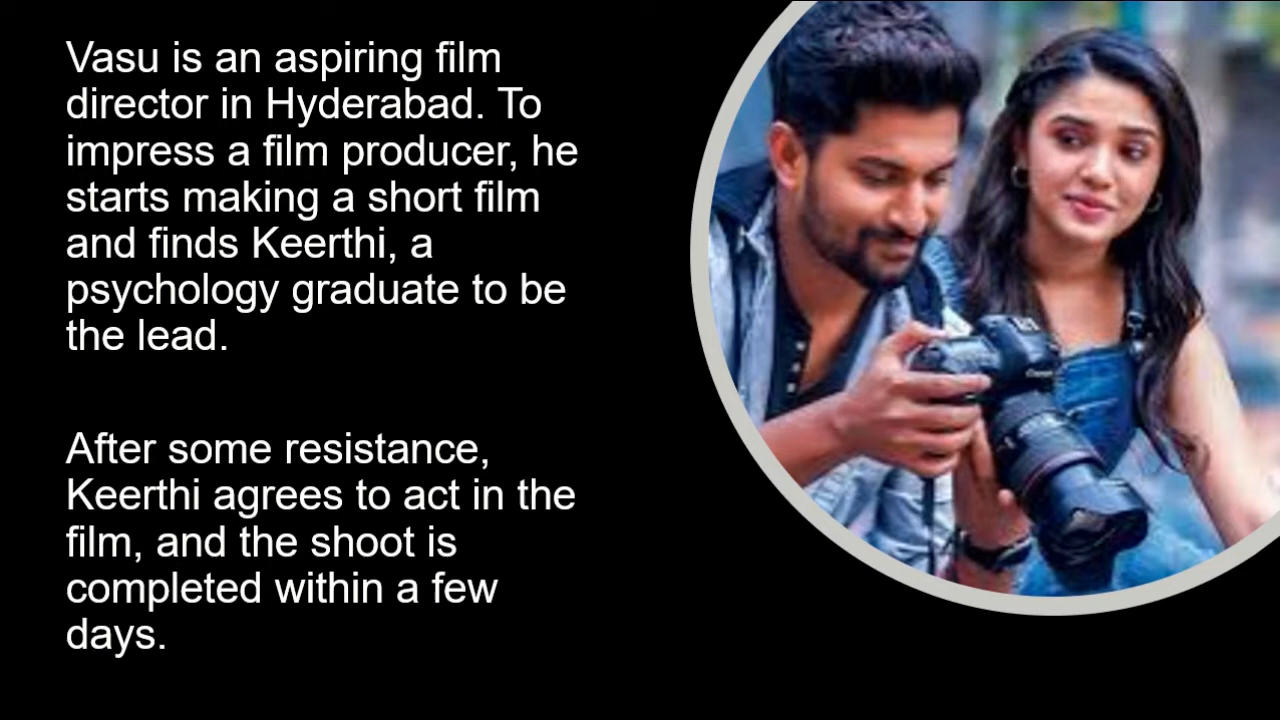 Vasu is an aspiring film
director in Hyderabad. To
impress a film producer, he
starts making a short film
and finds Keerthi, a
psychology graduate to be
the lead.
After some resistance,
Keerthi agrees to act in the
film, and the shoot is
completed within a few
days.